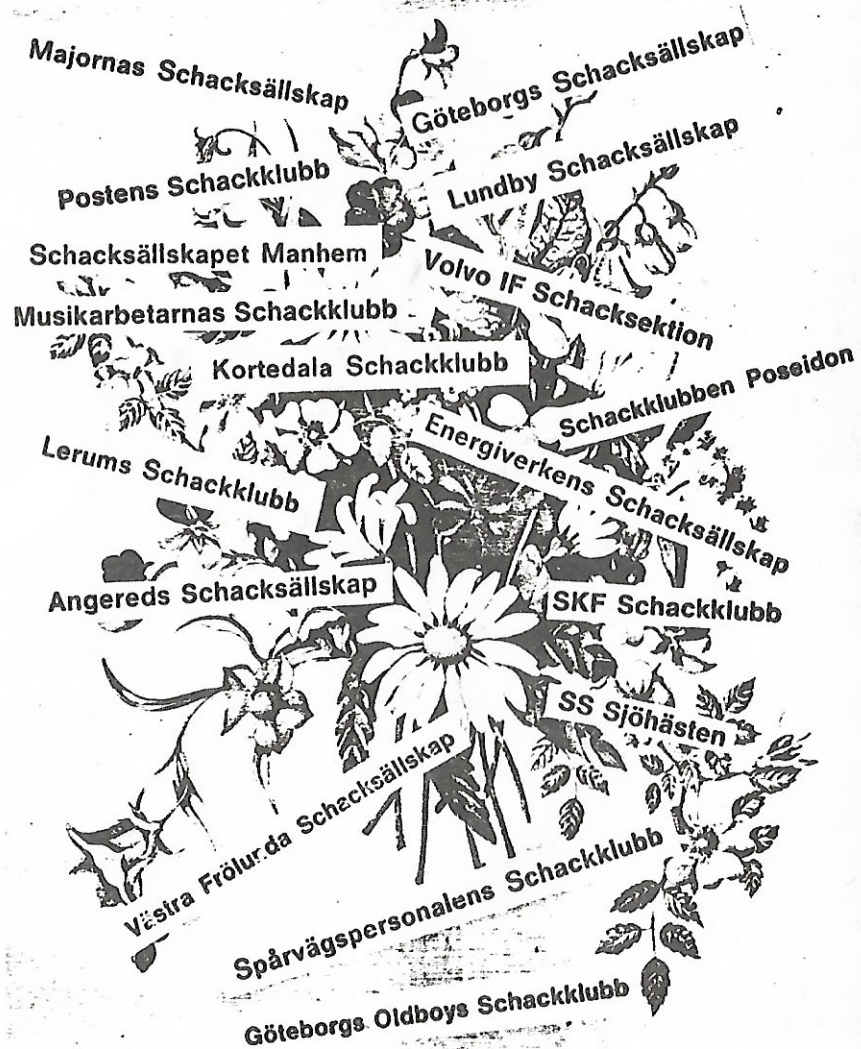 Majornas Schacksällskap
Göteborgs Schacksällskap
Postens Schackklubb
Lundby Schacksällskap
Schacksällskapet Manhem
Volvo IF Schacksektion
Musikarbetarnas Schackklubb
Kortedala Schackklubb
Schackklubben Poseidon
Energiverkens Schacksällskap
Lerums Schackklubb
Angereds Schacksällskap
SKF Schackklubb
SS Sjöhästen
Västra Frölunda Schacksällskap
Spårvägspersonalens Schackklubb
Göteborgs Oldboys Schackklubb